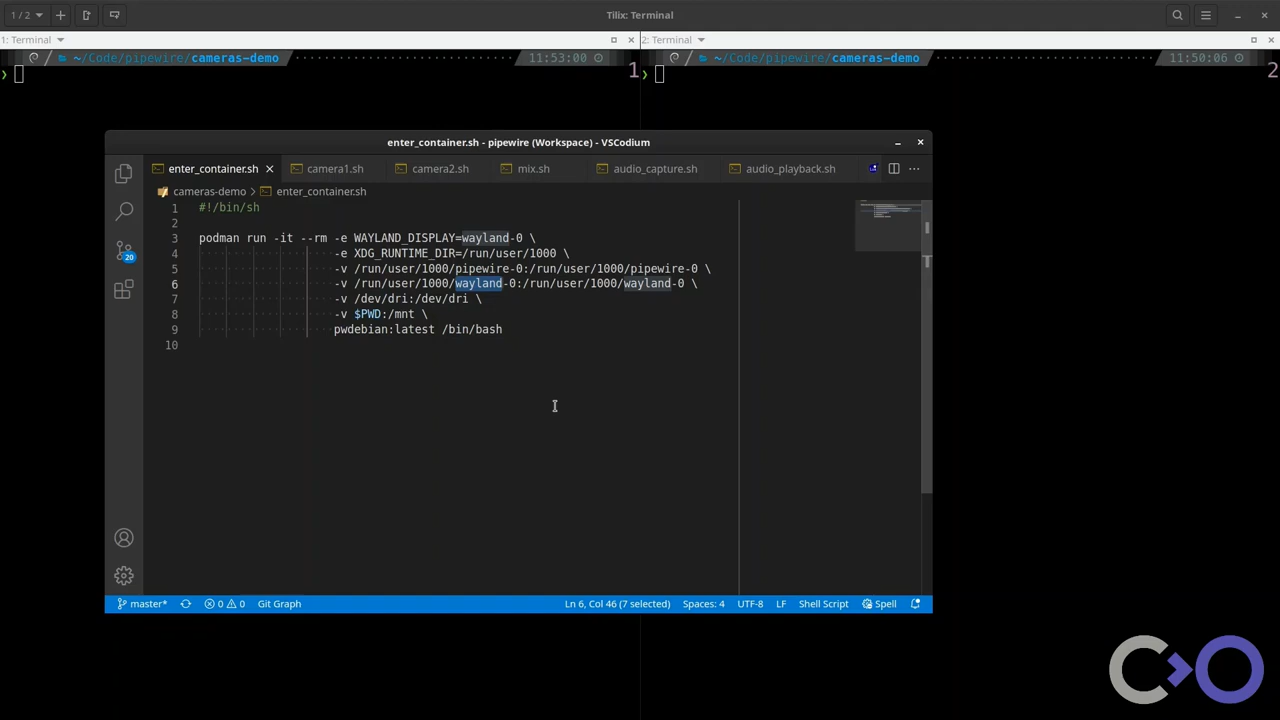 1 / 2
Tilix: Terminal
1: Terminal
2: Terminal
~/Code/pipewire/cameras-demo
11:53:00
1
~/Code/pipewire/cameras-demo
11:50:06
2
enter_container.sh - pipewire (Workspace) - VSCodium
enter_container.sh
camera1.sh
camera2.sh
mix.sh
audio_capture.sh
audio_playback.sh
cameras-demo > enter_container.sh
1 #!/bin/sh
2
3 podman run -it --rm -e WAYLAND_DISPLAY=wayland-0 \
4 -e XDG_RUNTIME_DIR=/run/user/1000 \
5 -v /run/user/1000/pipewire-0:/run/user/1000/pipewire-0 \
6 -v /run/user/1000/wayland-0:/run/user/1000/wayland-0 \
7 -v /dev/dri:/dev/dri \
8 -v $PWD:/mnt \
9 pwdebian:latest /bin/bash
10
20
master*
0 0
Git Graph
Ln 6, Col 46 (7 selected)
Spaces: 4
UTF-8
LF
Shell Script
Spell